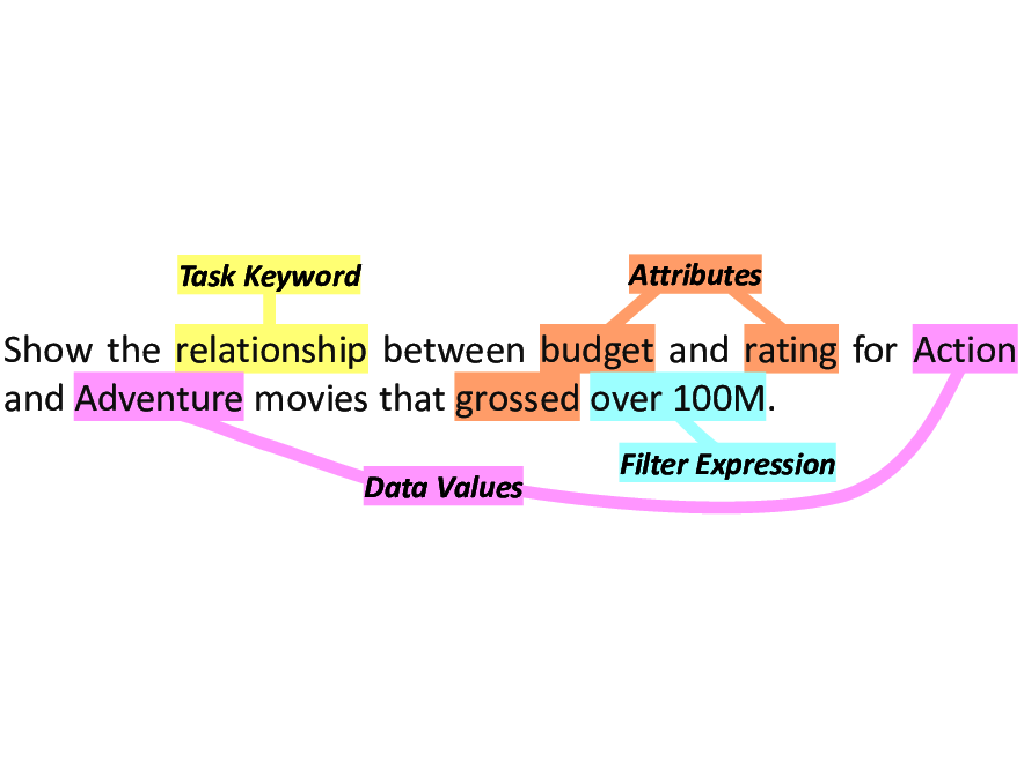 Task Keyword
Attributes
Show the relationship between budget and rating for Action
and Adventure movies that grossed over 100M.
Filter Expression
Data Values